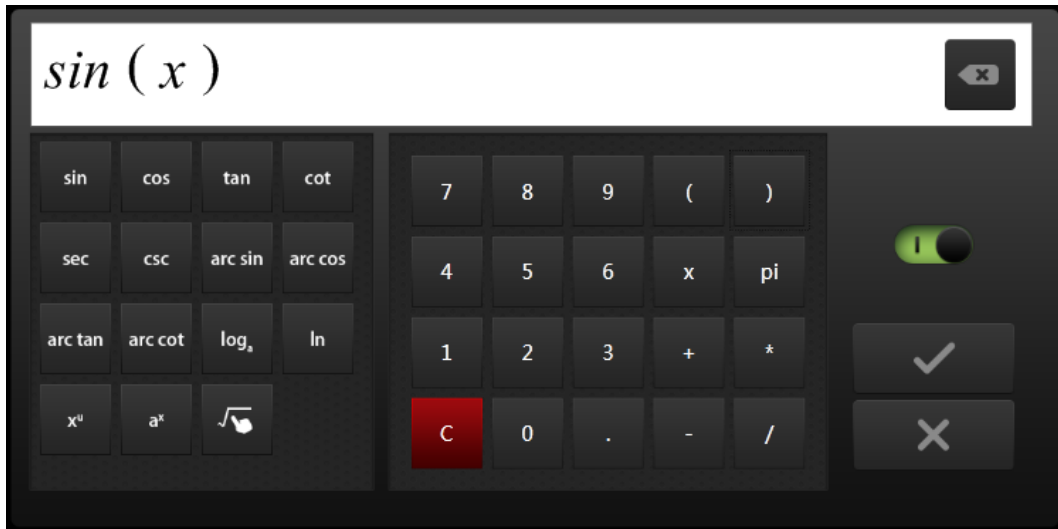 sin ( x )
sin cos tan cot
sec csc arc sin arc cos
arc tan arc cot logₐ ln
xᵘ aˣ √
7 8 9 ( )
4 5 6 x pi
1 2 3 + *
C 0 . - /